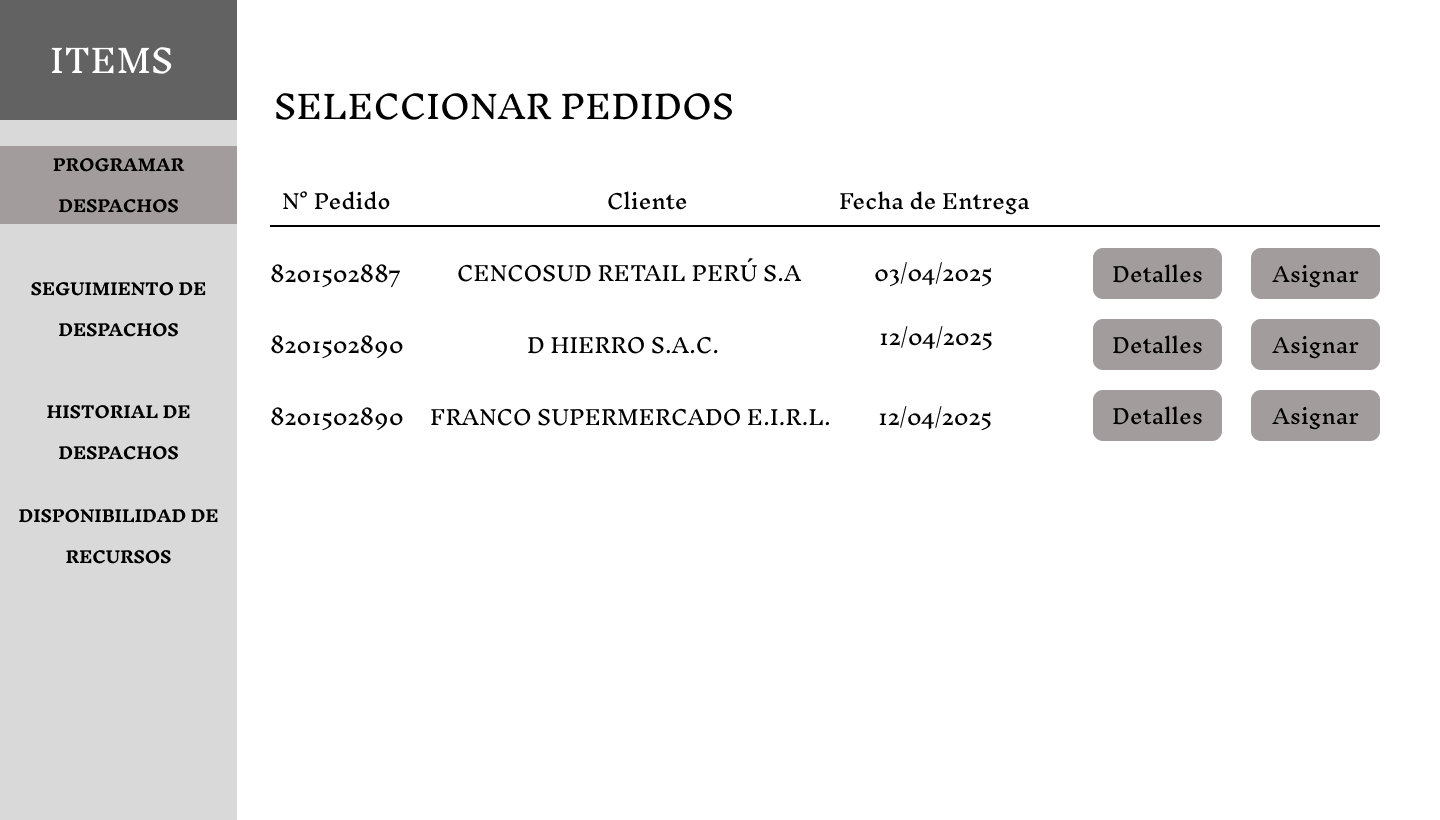 ITEMS
PROGRAMAR
DESPACHOS
SEGUIMIENTO DE
DESPACHOS
HISTORIAL DE
DESPACHOS
DISPONIBILIDAD DE
RECURSOS
SELECCIONAR PEDIDOS
N° Pedido Cliente Fecha de Entrega
8201502887 CENCOSUD RETAIL PERÚ S.A 03/04/2025 Detalles Asignar
8201502890 D HIERRO S.A.C. 12/04/2025 Detalles Asignar
8201502890 FRANCO SUPERMERCADO E.I.R.L. 12/04/2025 Detalles Asignar